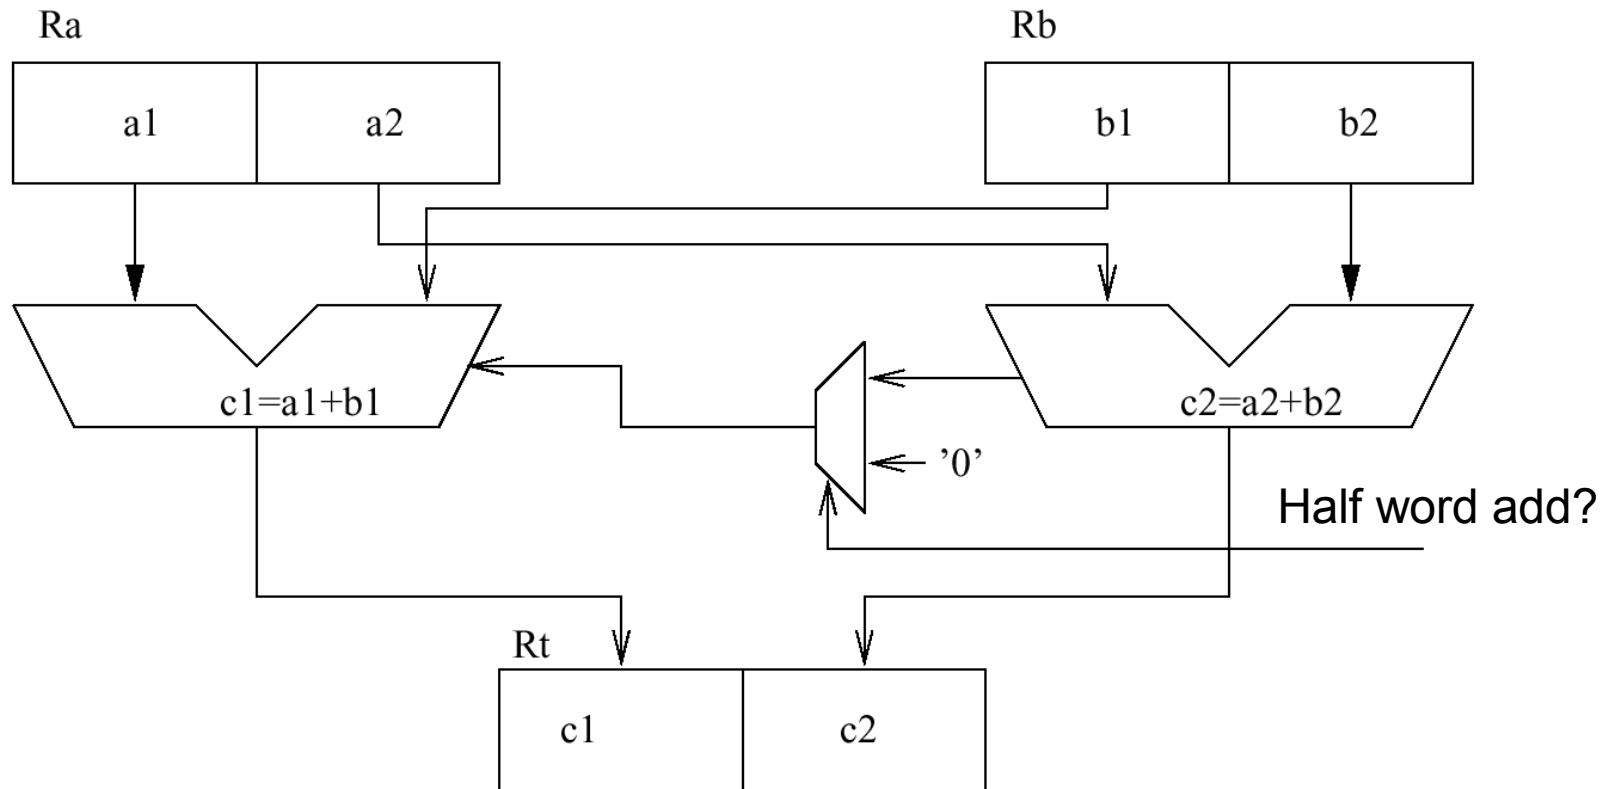 Ra
Rb
a1
a2
b1
b2
c1=a1+b1
c2=a2+b2
’0’
Half word add?
Rt
c1
c2